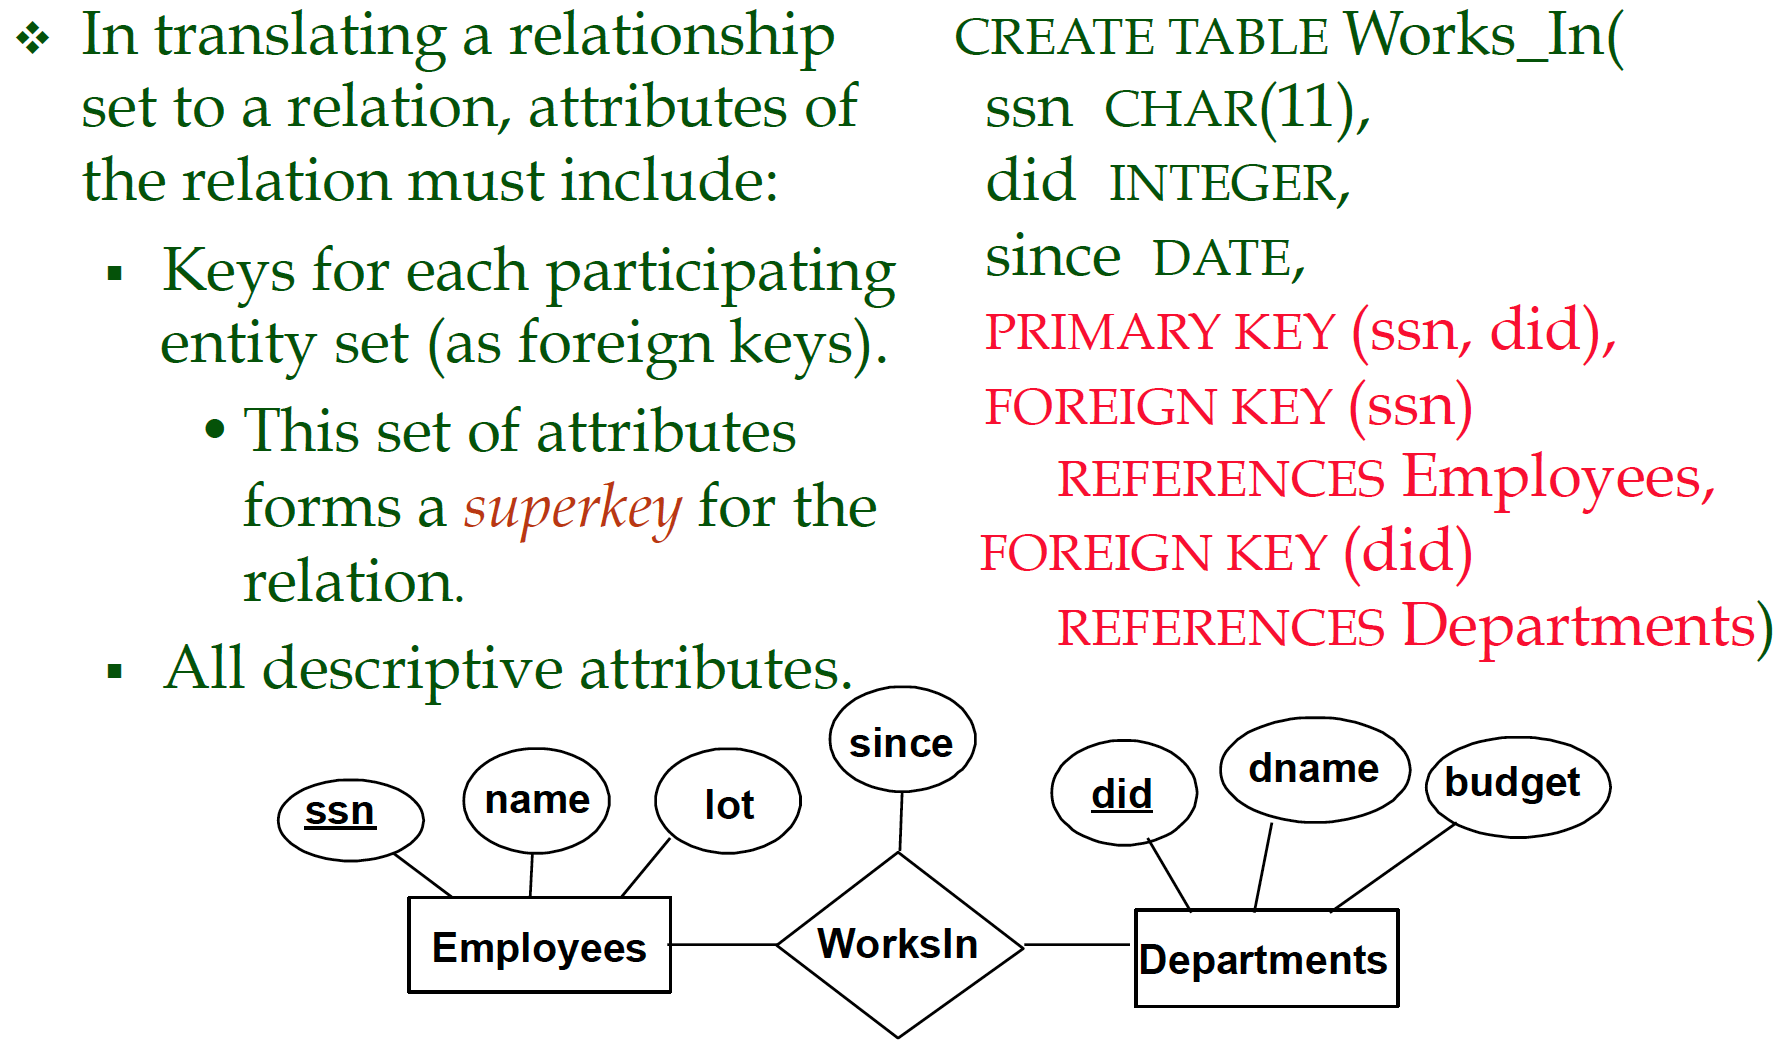 ❖ In translating a relationship
set to a relation, attributes of
the relation must include:
▪ Keys for each participating
entity set (as foreign keys).
• This set of attributes
forms a superkey for the
relation.
▪ All descriptive attributes.
CREATE TABLE Works_In(
ssn CHAR(11),
did INTEGER,
since DATE,
PRIMARY KEY (ssn, did),
FOREIGN KEY (ssn)
REFERENCES Employees,
FOREIGN KEY (did)
REFERENCES Departments)
ssn
name
lot
since
did
dname
budget
Employees
WorksIn
Departments